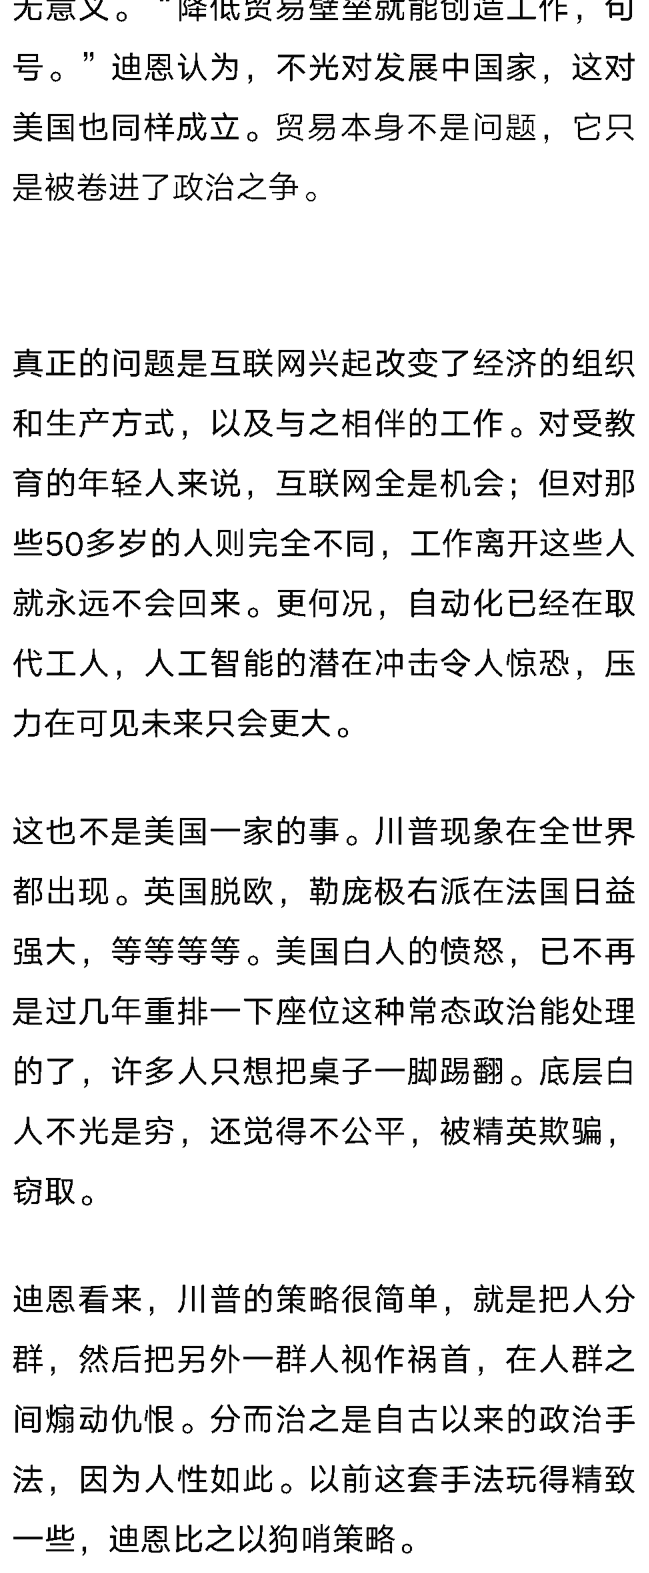 无意义。“降低贸易壁垒就能创造工作，句
号。”迪恩认为，不光对发展中国家，这对
美国也同样成立。贸易本身不是问题，它只
是被卷进了政治之争。
真正的问题是互联网兴起改变了经济的组织
和生产方式，以及与之相伴的工作。对受教
育的年轻人来说，互联网全是机会；但对那
些50多岁的人则完全不同，工作离开这些人
就永远不会回来。更何况，自动化已经在取
代工人，人工智能的潜在冲击令人惊恐，压
力在可见未来只会更大。
这也不是美国一家的事。川普现象在全世界
都出现。英国脱欧，勒庞极右派在法国日益
强大，等等等等。美国白人的愤怒，已不再
是过几年重排一下座位这种常态政治能处理
的了，许多人只想把桌子一脚踢翻。底层白
人不光是穷，还觉得不公平，被精英欺骗，
窃取。
迪恩看来，川普的策略很简单，就是把人分
群，然后把另外一群人视作祸首，在人群之
间煽动仇恨。分而治之是自古以来的政治手
法，因为人性如此。以前这套手法玩得精致
一些，迪恩比之以狗哨策略。